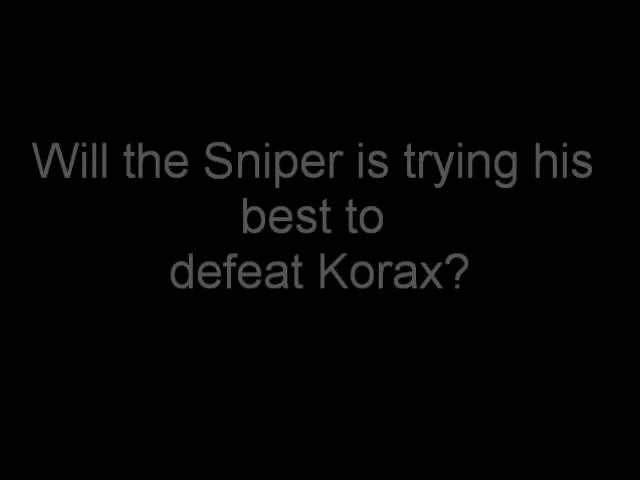 Will the Sniper is trying his
best to
defeat Korax?